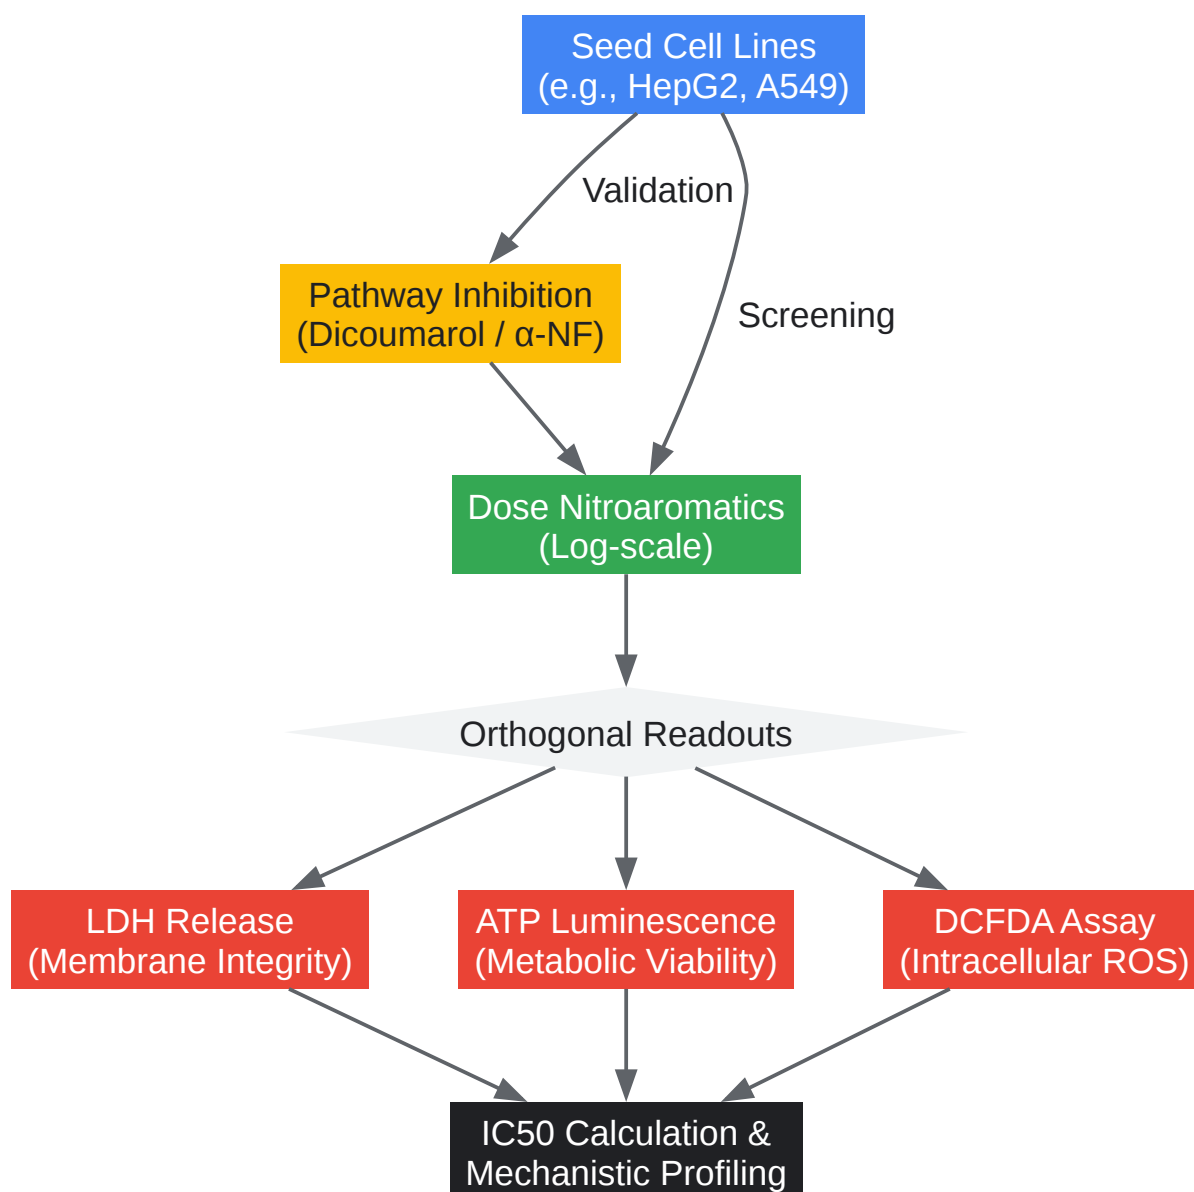 Seed Cell Lines
(e.g., HepG2, A549)
Validation
Pathway Inhibition
(Dicoumarol / α-NF)
Screening
Dose Nitroaromatics
(Log-scale)
Orthogonal Readouts
LDH Release
(Membrane Integrity)
ATP Luminescence
(Metabolic Viability)
DCFDA Assay
(Intracellular ROS)
IC50 Calculation &
Mechanistic Profiling